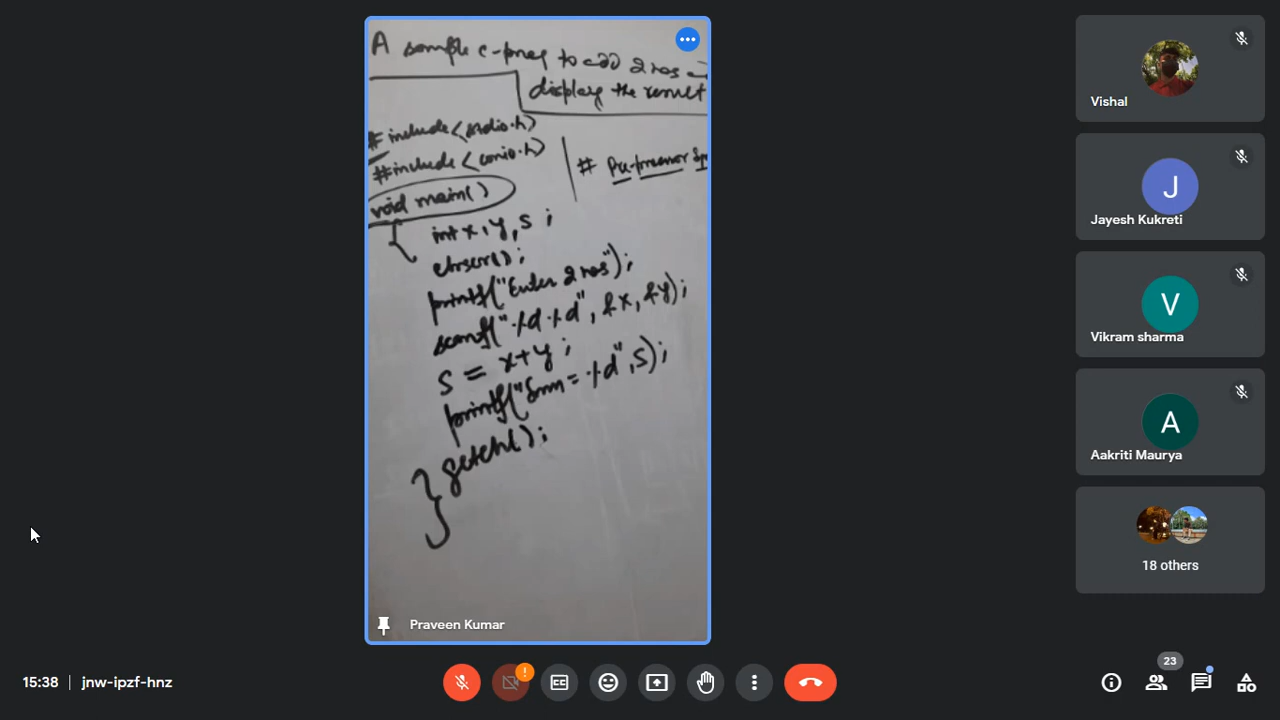 A sample c-prog to add 2 nos
display the result
#include<stdio.h>
#include<conio.h>
# Pre-processor
void main()
{
int x, y, s ;
clrscr();
printf("Enter 2 nos");
scanf("%d %d", &x, &y);
s = x+y ;
printf("Sum = %d", s);
getch();
}
Praveen Kumar
Vishal
J
Jayesh Kukreti
V
Vikram sharma
A
Aakriti Maurya
18 others
15:38 | jnw-ipzf-hnz
23